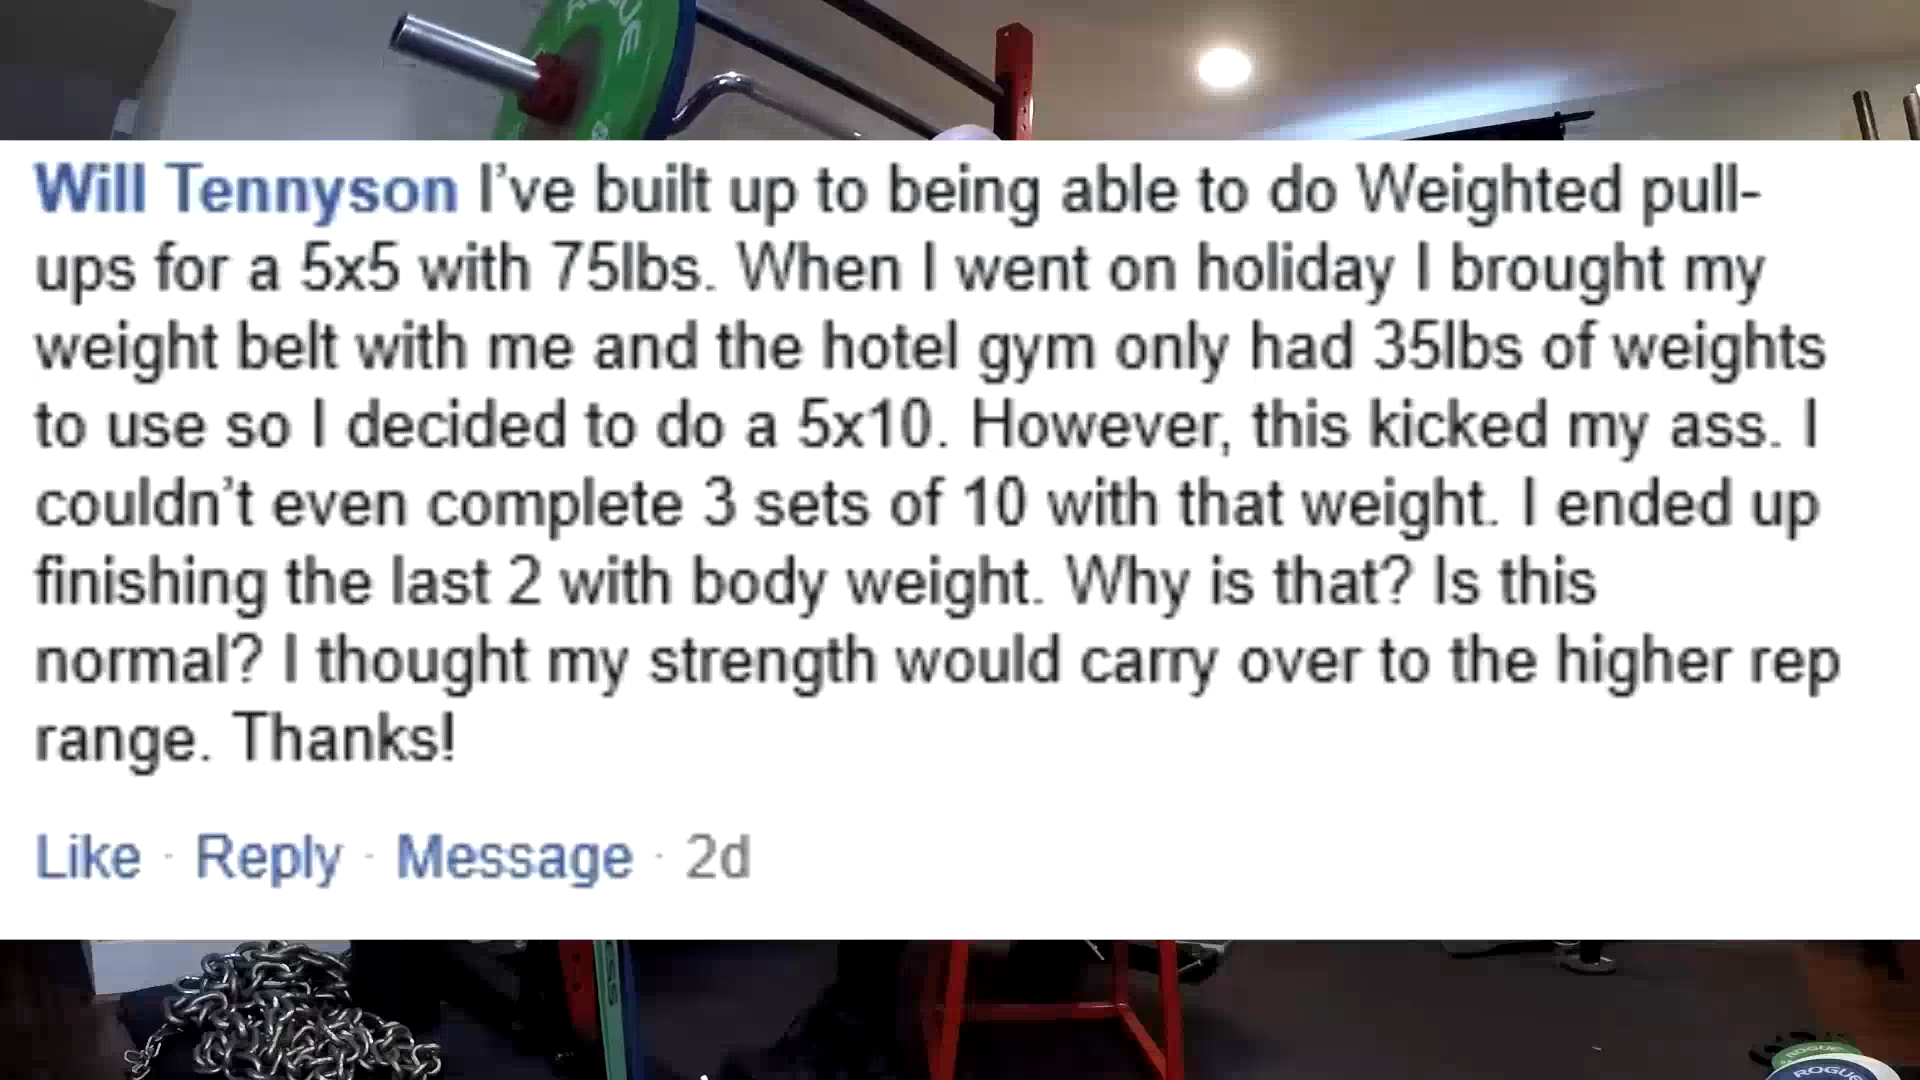 ROGUE
Will Tennyson I've built up to being able to do Weighted pull-
ups for a 5x5 with 75lbs. When I went on holiday I brought my
weight belt with me and the hotel gym only had 35lbs of weights
to use so I decided to do a 5x10. However, this kicked my ass. I
couldn't even complete 3 sets of 10 with that weight. I ended up
finishing the last 2 with body weight. Why is that? Is this
normal? I thought my strength would carry over to the higher rep
range. Thanks!
Like · Reply · Message · 2d
ROGUE
ROGUE